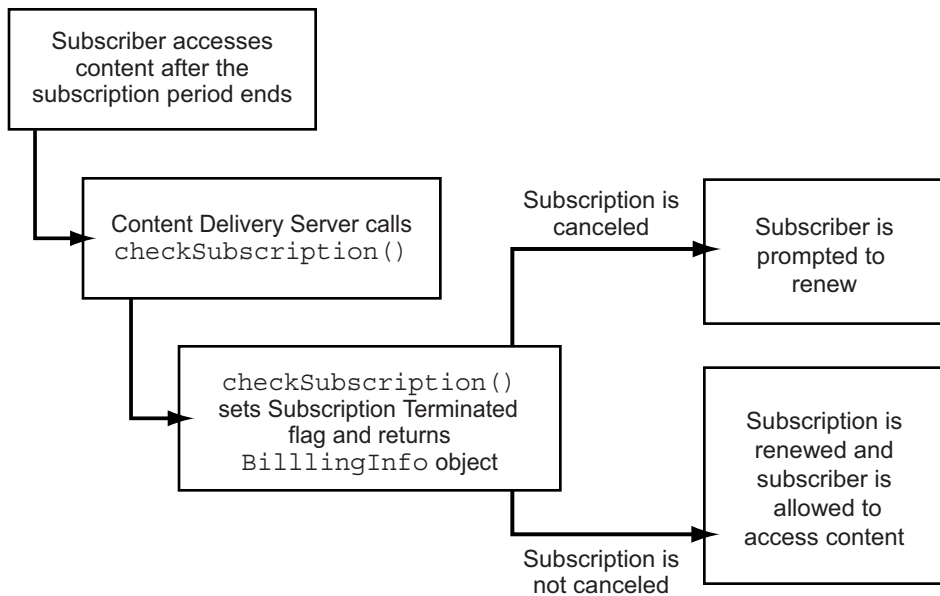 Subscriber accesses
content after the
subscription period ends
Content Delivery Server calls
checkSubscription()
checkSubscription()
sets Subscription Terminated
flag and returns
BilllingInfo object
Subscription is
canceled
Subscriber is
prompted to
renew
Subscription is
not canceled
Subscription is
renewed and
subscriber is
allowed to
access content